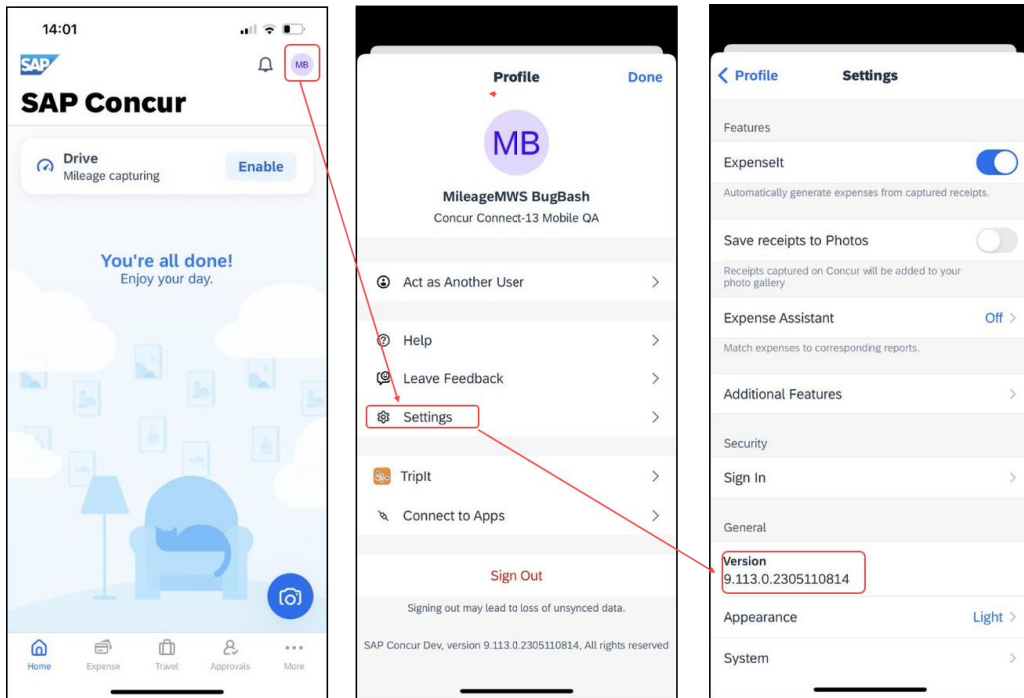 14:01
SAP
MB
SAP Concur
Drive
Mileage capturing
Enable
You're all done!
Enjoy your day.
Home
Expense
Travel
Approvals
More
Profile
Done
MB
MileageMWS BugBash
Concur Connect-13 Mobile QA
Act as Another User
Help
Leave Feedback
Settings
TripIt
Connect to Apps
Sign Out
Signing out may lead to loss of unsynced data.
SAP Concur Dev, version 9.113.0.2305110814, All rights reserved
Profile
Settings
Features
ExpenseIt
Automatically generate expenses from captured receipts.
Save receipts to Photos
Receipts captured on Concur will be added to your
photo gallery
Expense Assistant
Off
Match expenses to corresponding reports.
Additional Features
Security
Sign In
General
Version
9.113.0.2305110814
Appearance
Light
System